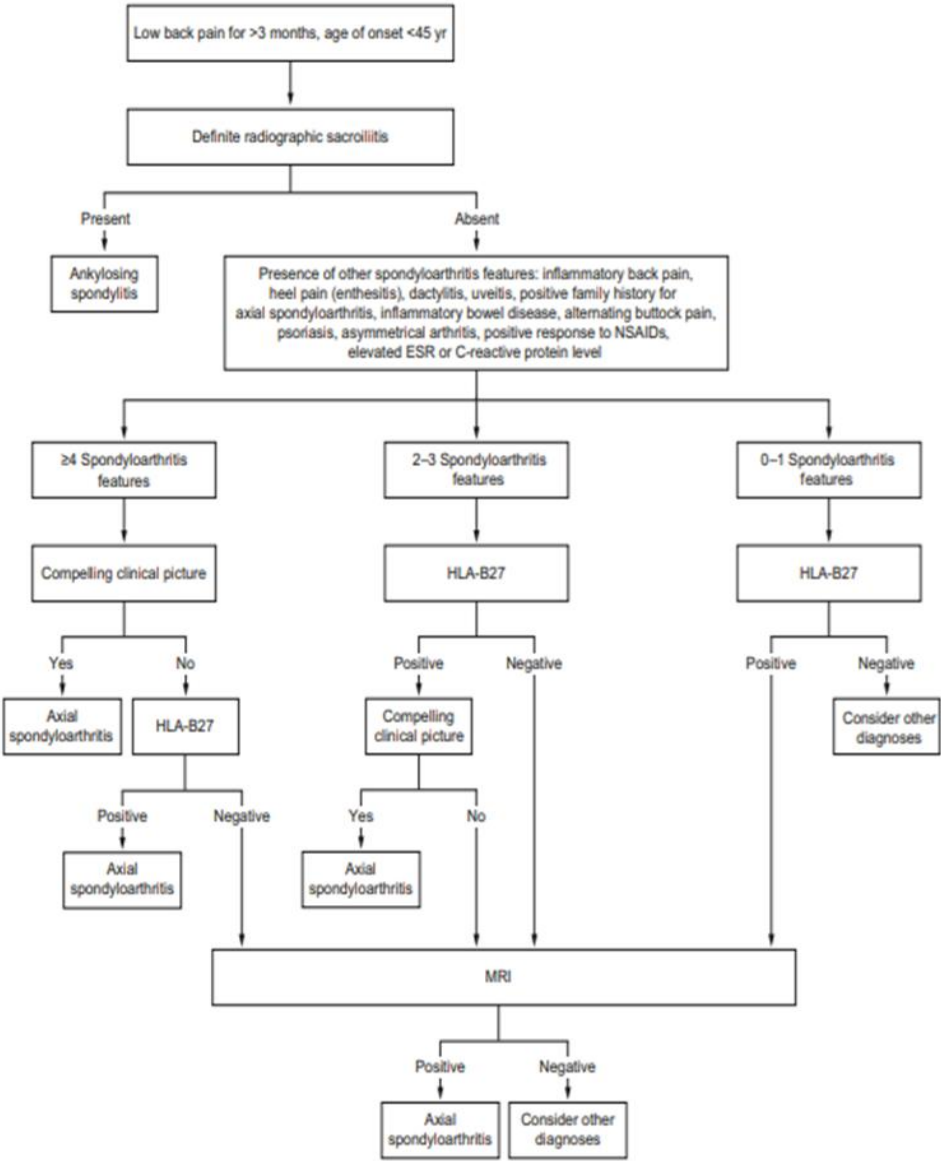 Low back pain for >3 months, age of onset <45 yr
Definite radiographic sacroiliitis
Present
Absent
Ankylosing
spondylitis
Presence of other spondyloarthritis features: inflammatory back pain,
heel pain (enthesitis), dactylitis, uveitis, positive family history for
axial spondyloarthritis, inflammatory bowel disease, alternating buttock pain,
psoriasis, asymmetrical arthritis, positive response to NSAIDs,
elevated ESR or C-reactive protein level
≥4 Spondyloarthritis
features
2–3 Spondyloarthritis
features
0–1 Spondyloarthritis
features
Compelling clinical picture
HLA-B27
HLA-B27
Yes
No
Positive
Negative
Positive
Negative
Axial
spondyloarthritis
HLA-B27
Compelling
clinical picture
Consider other
diagnoses
Positive
Negative
Yes
No
Axial
spondyloarthritis
Axial
spondyloarthritis
MRI
Positive
Negative
Axial
spondyloarthritis
Consider other
diagnoses